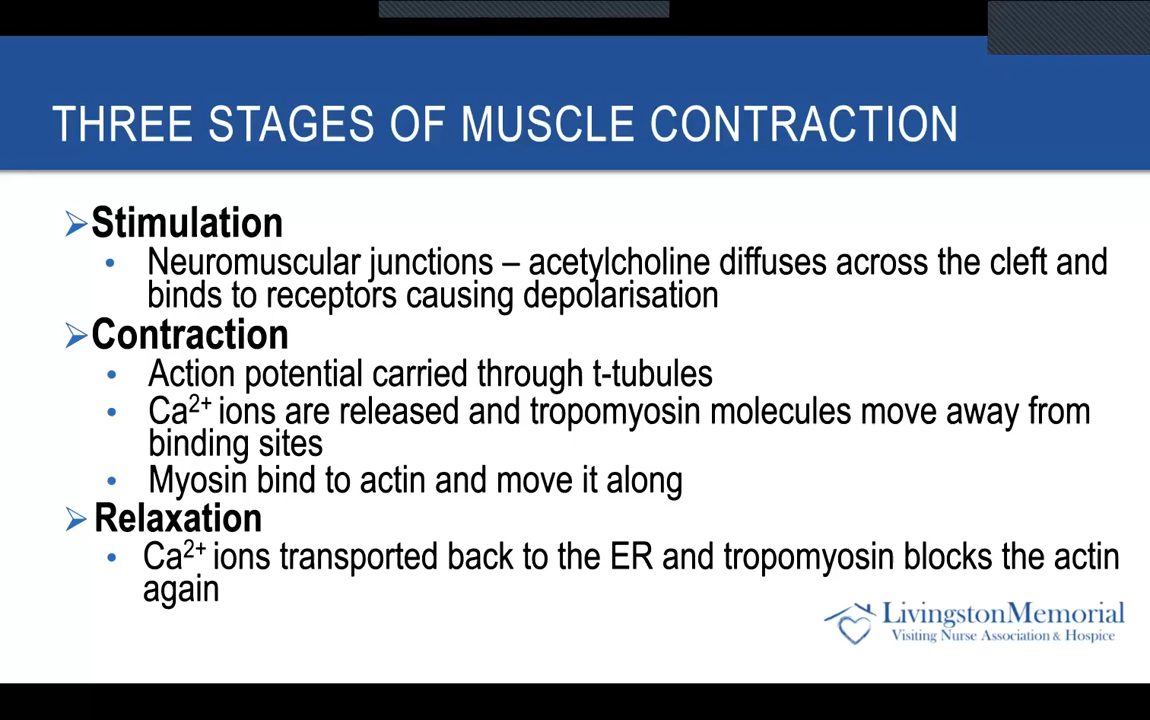 THREE STAGES OF MUSCLE CONTRACTION
Stimulation
Neuromuscular junctions – acetylcholine diffuses across the cleft and
binds to receptors causing depolarisation
Contraction
Action potential carried through t-tubules
Ca²⁺ ions are released and tropomyosin molecules move away from
binding sites
Myosin bind to actin and move it along
Relaxation
Ca²⁺ ions transported back to the ER and tropomyosin blocks the actin
again
LivingstonMemorial
Visiting Nurse Association & Hospice